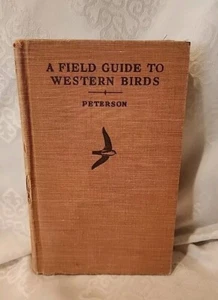 A FIELD GUIDE TO
WESTERN BIRDS
PETERSON